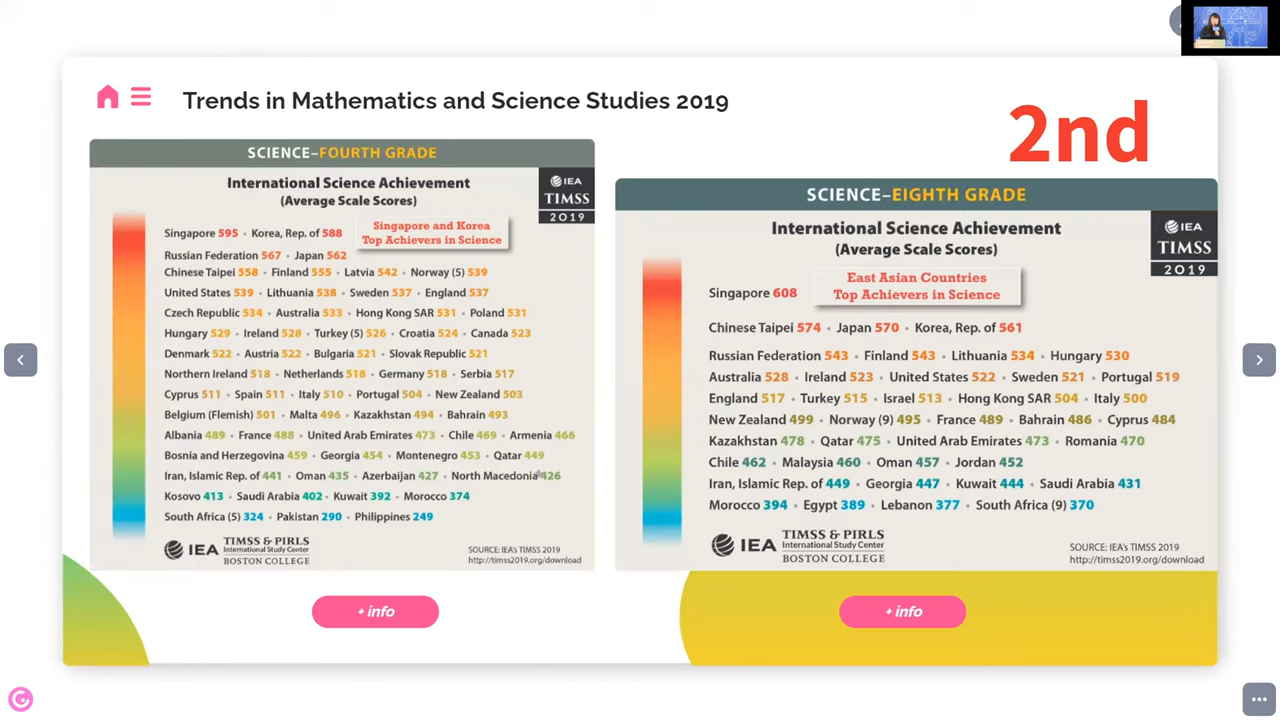 Trends in Mathematics and Science Studies 2019
2nd
SCIENCE–FOURTH GRADE
International Science Achievement
(Average Scale Scores)
IEA
TIMSS
2019
Singapore and Korea
Top Achievers in Science
Singapore 595 • Korea, Rep. of 588
Russian Federation 567 • Japan 562
Chinese Taipei 558 • Finland 555 • Latvia 542 • Norway (5) 539
United States 539 • Lithuania 538 • Sweden 537 • England 537
Czech Republic 534 • Australia 533 • Hong Kong SAR 531 • Poland 531
Hungary 529 • Ireland 528 • Turkey (5) 526 • Croatia 524 • Canada 523
Denmark 522 • Austria 522 • Bulgaria 521 • Slovak Republic 521
Northern Ireland 518 • Netherlands 518 • Germany 518 • Serbia 517
Cyprus 511 • Spain 511 • Italy 510 • Portugal 504 • New Zealand 503
Belgium (Flemish) 501 • Malta 496 • Kazakhstan 494 • Bahrain 493
Albania 489 • France 488 • United Arab Emirates 473 • Chile 469 • Armenia 466
Bosnia and Herzegovina 459 • Georgia 454 • Montenegro 453 • Qatar 449
Iran, Islamic Rep. of 441 • Oman 435 • Azerbaijan 427 • North Macedonia 426
Kosovo 413 • Saudi Arabia 402 • Kuwait 392 • Morocco 374
South Africa (5) 324 • Pakistan 290 • Philippines 249
IEA
TIMSS & PIRLS
International Study Center
BOSTON COLLEGE
SOURCE: IEA's TIMSS 2019
http://timss2019.org/download
+ info
SCIENCE–EIGHTH GRADE
International Science Achievement
(Average Scale Scores)
IEA
TIMSS
2019
East Asian Countries
Top Achievers in Science
Singapore 608
Chinese Taipei 574 • Japan 570 • Korea, Rep. of 561
Russian Federation 543 • Finland 543 • Lithuania 534 • Hungary 530
Australia 528 • Ireland 523 • United States 522 • Sweden 521 • Portugal 519
England 517 • Turkey 515 • Israel 513 • Hong Kong SAR 504 • Italy 500
New Zealand 499 • Norway (9) 495 • France 489 • Bahrain 486 • Cyprus 484
Kazakhstan 478 • Qatar 475 • United Arab Emirates 473 • Romania 470
Chile 462 • Malaysia 460 • Oman 457 • Jordan 452
Iran, Islamic Rep. of 449 • Georgia 447 • Kuwait 444 • Saudi Arabia 431
Morocco 394 • Egypt 389 • Lebanon 377 • South Africa (9) 370
IEA
TIMSS & PIRLS
International Study Center
BOSTON COLLEGE
SOURCE: IEA's TIMSS 2019
http://timss2019.org/download
+ info